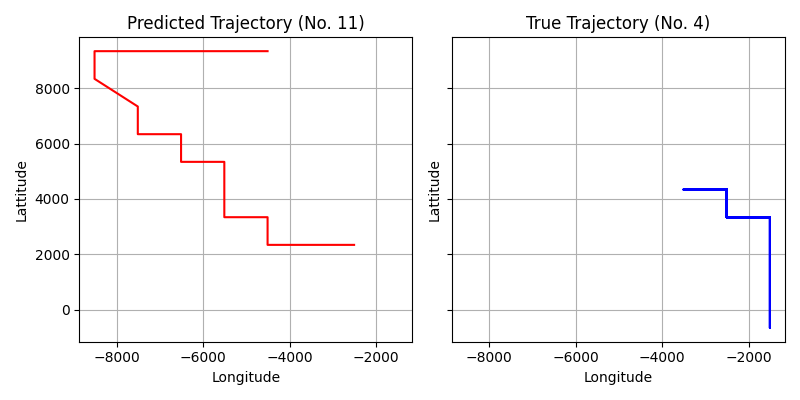 Predicted Trajectory (No. 11)
True Trajectory (No. 4)
Lattitude
8000
6000
4000
2000
0
−8000 −6000 −4000 −2000
Longitude
Lattitude
−8000 −6000 −4000 −2000
Longitude